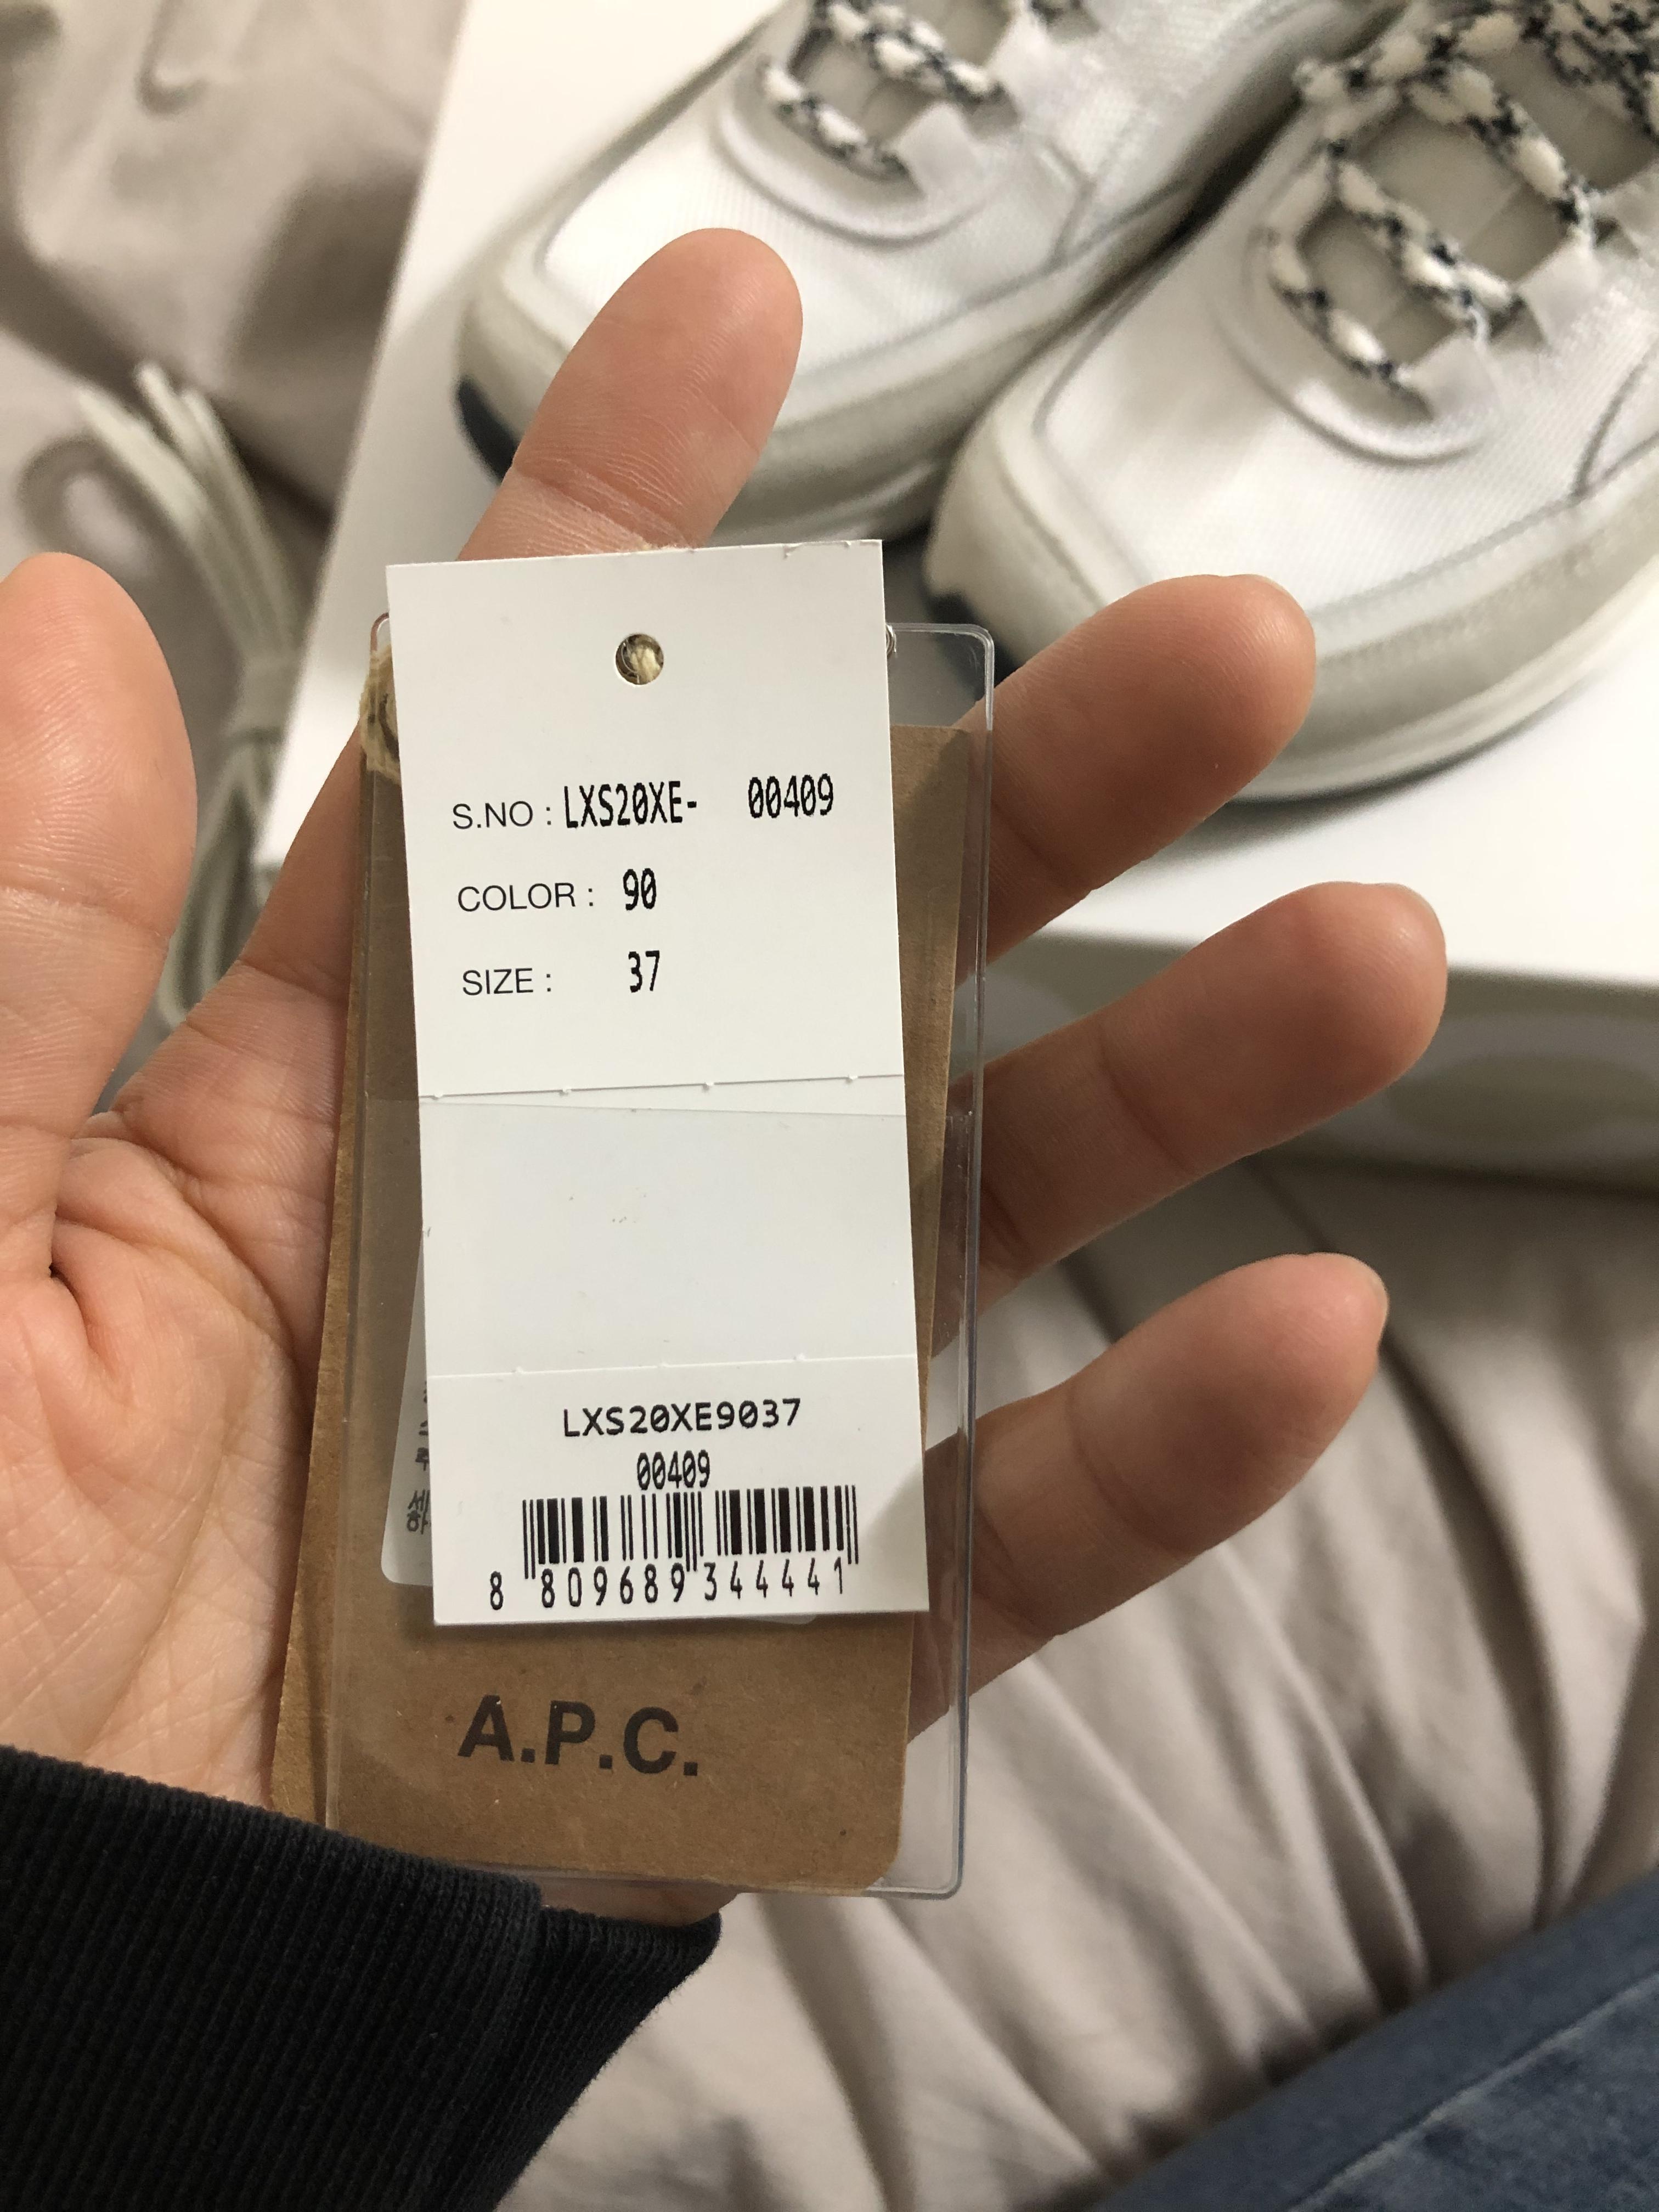 S.NO : LXS20XE- 00409
COLOR : 90
SIZE : 37
LXS20XE9037
00409
8 809689 344441
A.P.C.